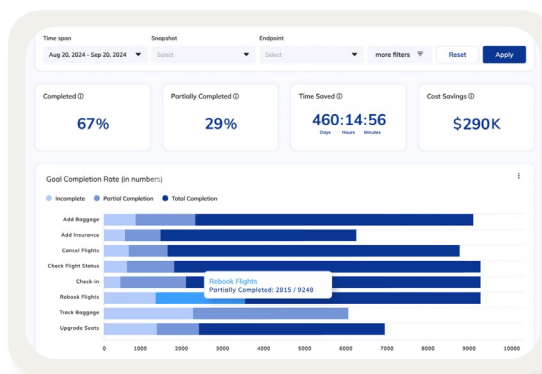 Time span Snapshot Endpoint
Aug 20, 2024 - Sep 20, 2024 Select Select more filters Reset Apply
Completed Partially Completed Time Saved Cost Savings
67% 29% 460:14:56 $290K
Days Hours Minutes
Goal Completion Rate (in numbers)
Incomplete Partial Completion Total Completion
Add Baggage
Add Insurance
Cancel Flights
Check Flight Status
Check-in
Rebook Flights
Partially Completed: 2815 / 9248
Rebook Flights
Track Baggage
Upgrade Seats
0 1000 2000 3000 4000 5000 6000 7000 8000 9000 10000